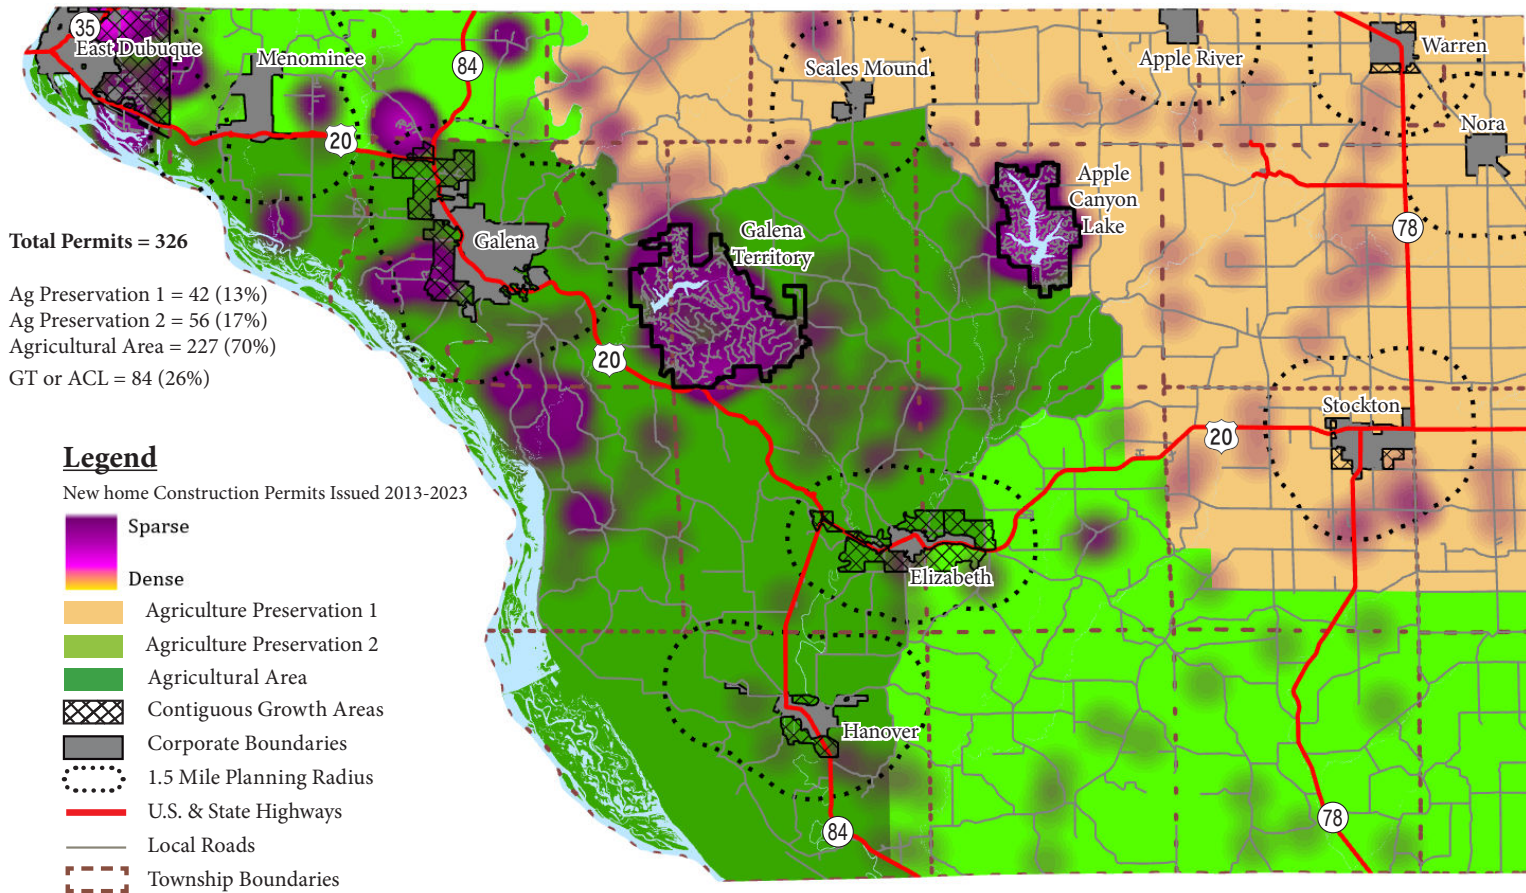 35
East Dubuque
Menominee
84
Scales Mound
Apple River
Warren
Nora
20
Apple
Canyon
Lake
78
Galena
Galena
Territory
Total Permits = 326
Ag Preservation 1 = 42 (13%)
Ag Preservation 2 = 56 (17%)
Agricultural Area = 227 (70%)
GT or ACL = 84 (26%)
20
Stockton
20
Legend
New home Construction Permits Issued 2013-2023
Sparse
Dense
Agriculture Preservation 1
Agriculture Preservation 2
Agricultural Area
Contiguous Growth Areas
Corporate Boundaries
1.5 Mile Planning Radius
U.S. & State Highways
Local Roads
Township Boundaries
Elizabeth
Hanover
84
78